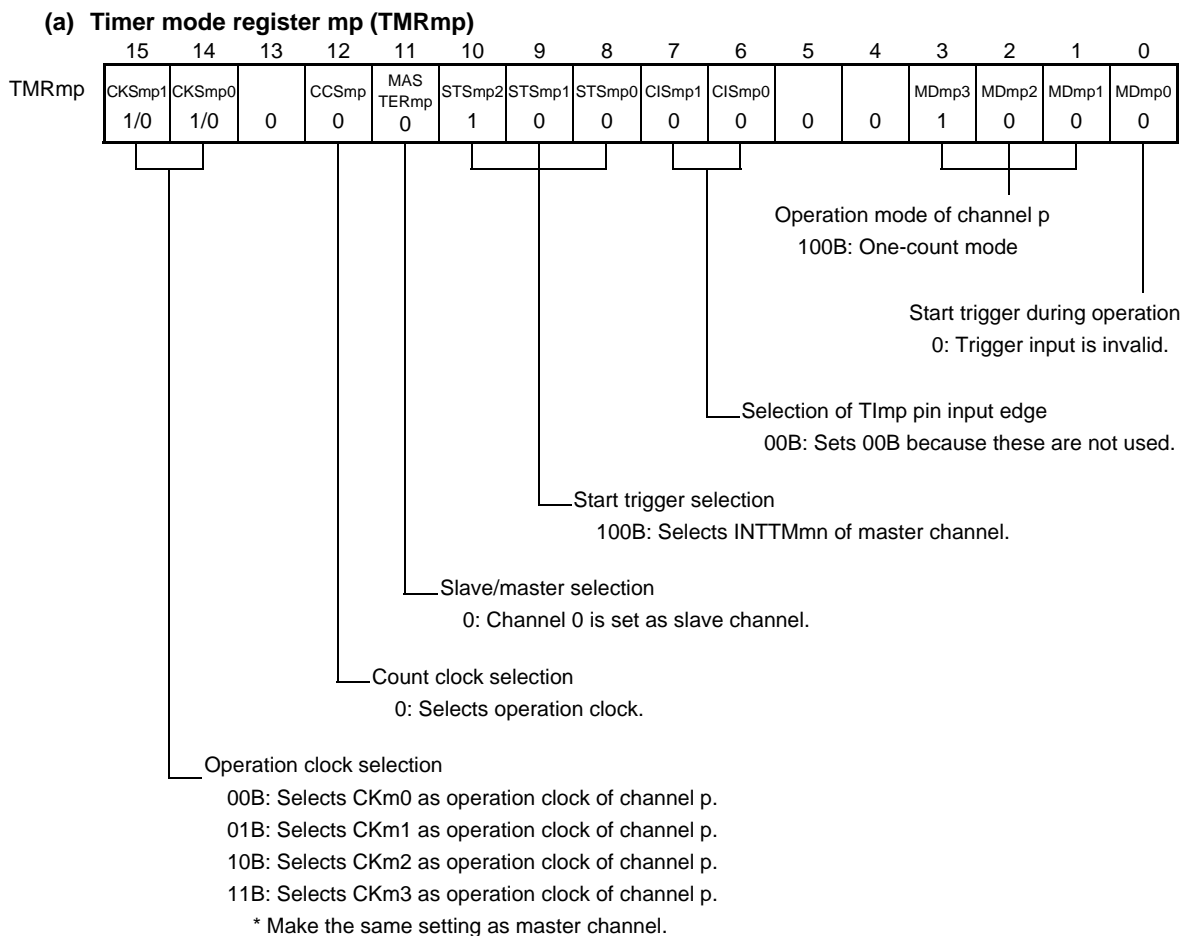 (a) Timer mode register mp (TMRmp)
15 14 13 12 11 10 9 8 7 6 5 4 3 2 1 0
TMRmp CKSmp1 CKSmp0 CCSmp MAS TERmp STSmp2 STSmp1 STSmp0 CISmp1 CISmp0 MDmp3 MDmp2 MDmp1 MDmp0
1/0 1/0 0 0 0 1 0 0 0 0 0 0 1 0 0 0
Operation mode of channel p
100B: One-count mode
Start trigger during operation
0: Trigger input is invalid.
Selection of TImp pin input edge
00B: Sets 00B because these are not used.
Start trigger selection
100B: Selects INTTMmn of master channel.
Slave/master selection
0: Channel 0 is set as slave channel.
Count clock selection
0: Selects operation clock.
Operation clock selection
00B: Selects CKm0 as operation clock of channel p.
01B: Selects CKm1 as operation clock of channel p.
10B: Selects CKm2 as operation clock of channel p.
11B: Selects CKm3 as operation clock of channel p.
* Make the same setting as master channel.